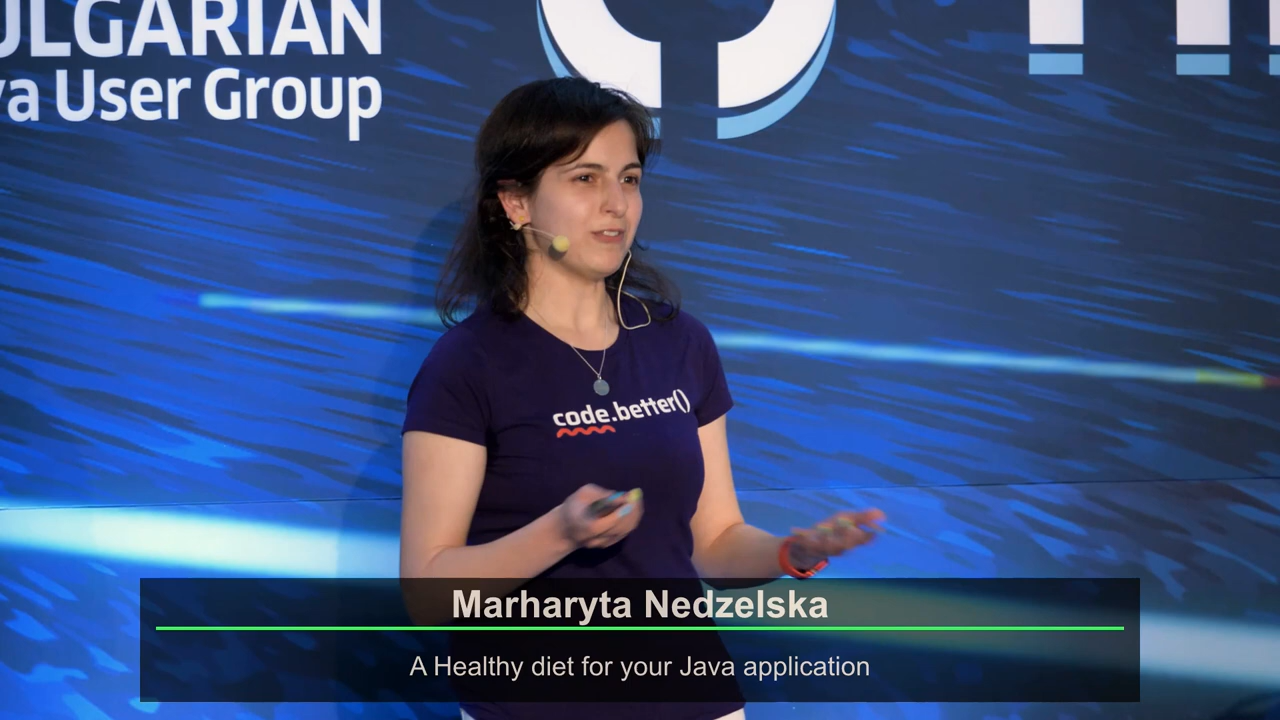 ULGARIAN
va User Group
code.better()
Marharyta Nedzelska
A Healthy diet for your Java application